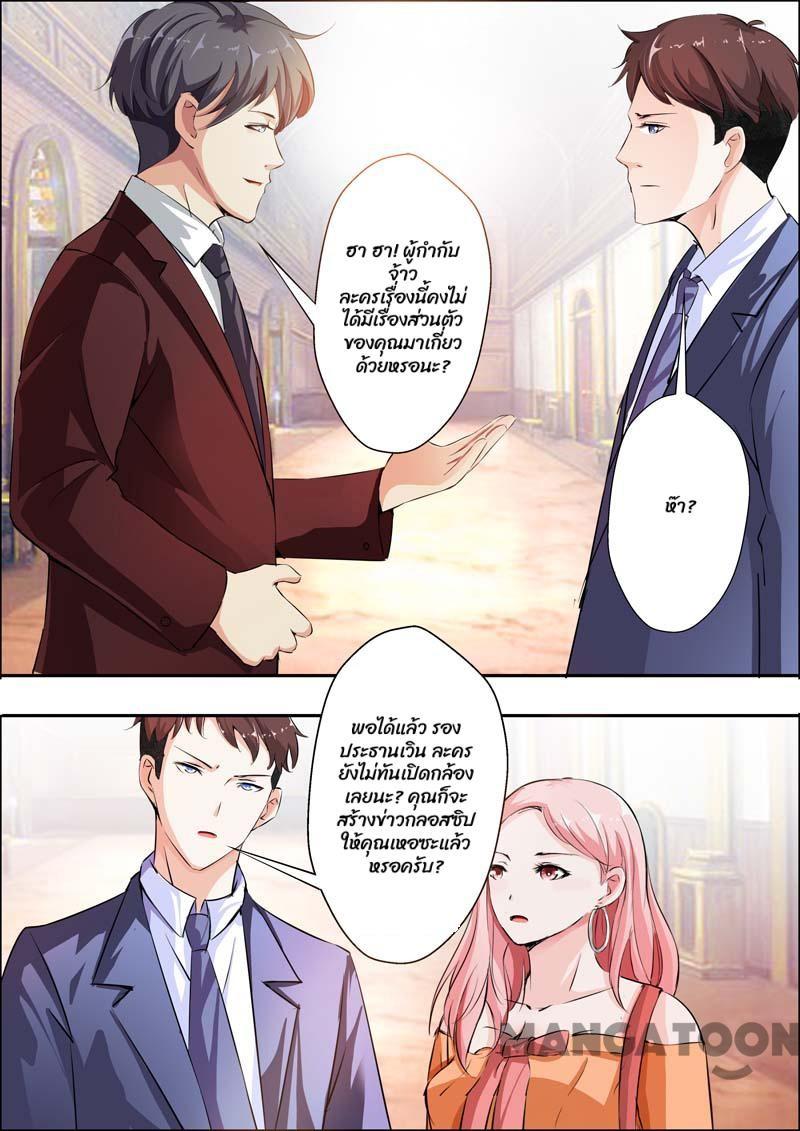 ฮา ฮา! ผู้กำกับ
จ้าว
ละครเรื่องนี้คงไม่
ได้มีเรื่องส่วนตัว
ของคุณมาเกี่ยว
ด้วยหรอนะ?
ห๊า?
พอได้แล้ว รอง
ประธานเวิน ละคร
ยังไม่ทันเปิดกล้อง
เลยนะ? คุณก็จะ
สร้างข่าวกลอสซิป
ให้คุณเหอซะแล้ว
หรอครับ?
MANGATOON